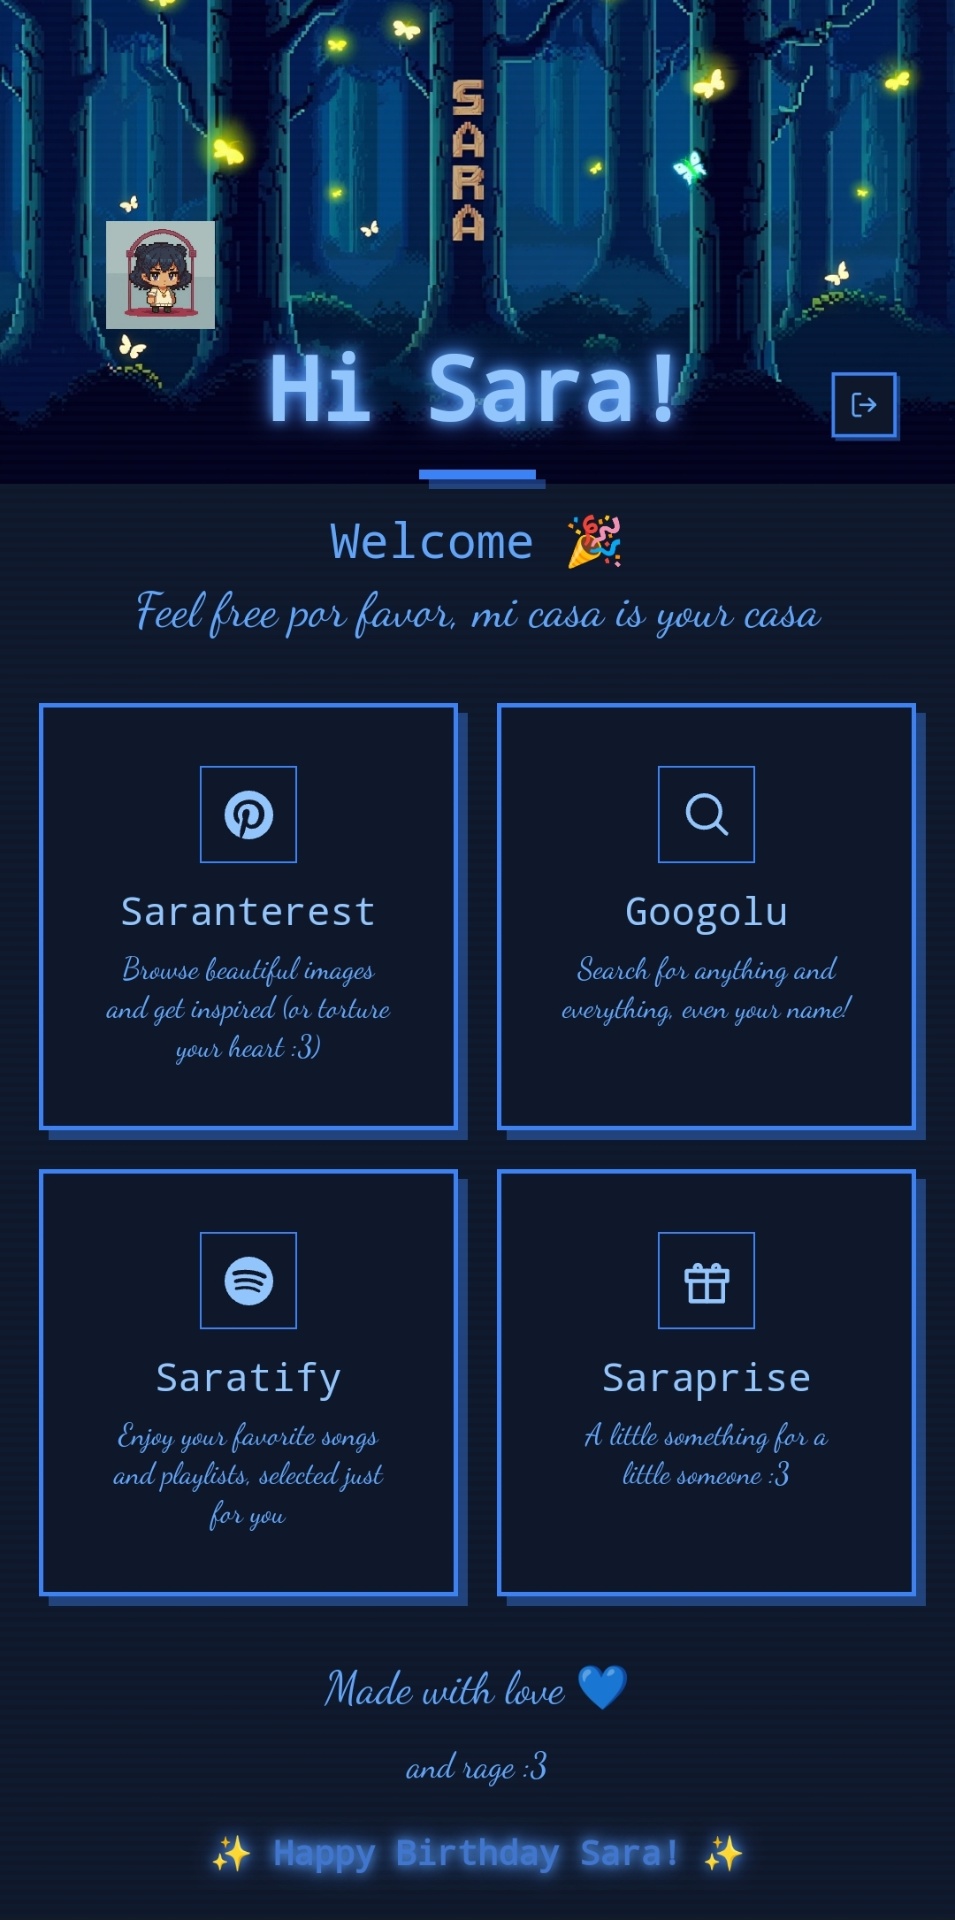 SARA
Hi Sara!
Welcome 🎉
Feel free por favor, mi casa is your casa
Saranterest
Browse beautiful images
and get inspired (or torture
your heart :3)
Googolu
Search for anything and
everything, even your name!
Saratify
Enjoy your favorite songs
and playlists, selected just
for you
Saraprise
A little something for a
little someone :3
Made with love 💙
and rage :3
✨ Happy Birthday Sara! ✨